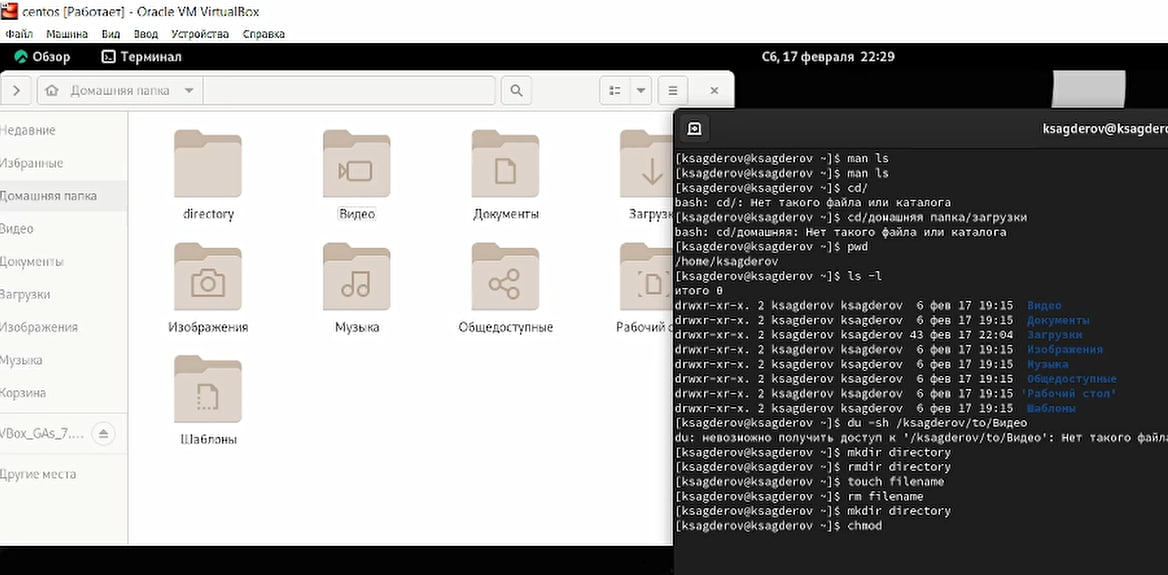 centos [Работает] - Oracle VM VirtualBox
Файл Машина Вид Ввод Устройства Справка
Обзор Терминал Сб, 17 февраля 22:29
Домашняя папка
Недавние
Избранные
Домашняя папка
Видео
Документы
Загрузки
Изображения
Музыка
Корзина
VBox_GAs_7....
Другие места
directory Видео Документы Загрузк
Изображения Музыка Общедоступные Рабочий с
Шаблоны
ksagderov@ksagdero
[ksagderov@ksagderov ~]$ man ls
[ksagderov@ksagderov ~]$ man ls
[ksagderov@ksagderov ~]$ cd/
bash: cd/: Нет такого файла или каталога
[ksagderov@ksagderov ~]$ cd/домашняя папка/загрузки
bash: cd/домашняя: Нет такого файла или каталога
[ksagderov@ksagderov ~]$ pwd
/home/ksagderov
[ksagderov@ksagderov ~]$ ls -l
итого 0
drwxr-xr-x. 2 ksagderov ksagderov 6 фев 17 19:15 Видео
drwxr-xr-x. 2 ksagderov ksagderov 6 фев 17 19:15 Документы
drwxr-xr-x. 2 ksagderov ksagderov 43 фев 17 22:04 Загрузки
drwxr-xr-x. 2 ksagderov ksagderov 6 фев 17 19:15 Изображения
drwxr-xr-x. 2 ksagderov ksagderov 6 фев 17 19:15 Музыка
drwxr-xr-x. 2 ksagderov ksagderov 6 фев 17 19:15 Общедоступные
drwxr-xr-x. 2 ksagderov ksagderov 6 фев 17 19:15 'Рабочий стол'
drwxr-xr-x. 2 ksagderov ksagderov 6 фев 17 19:15 Шаблоны
[ksagderov@ksagderov ~]$ du -sh /ksagderov/to/Видео
du: невозможно получить доступ к '/ksagderov/to/Видео': Нет такого файла
[ksagderov@ksagderov ~]$ mkdir directory
[ksagderov@ksagderov ~]$ rmdir directory
[ksagderov@ksagderov ~]$ touch filename
[ksagderov@ksagderov ~]$ rm filename
[ksagderov@ksagderov ~]$ mkdir directory
[ksagderov@ksagderov ~]$ chmod